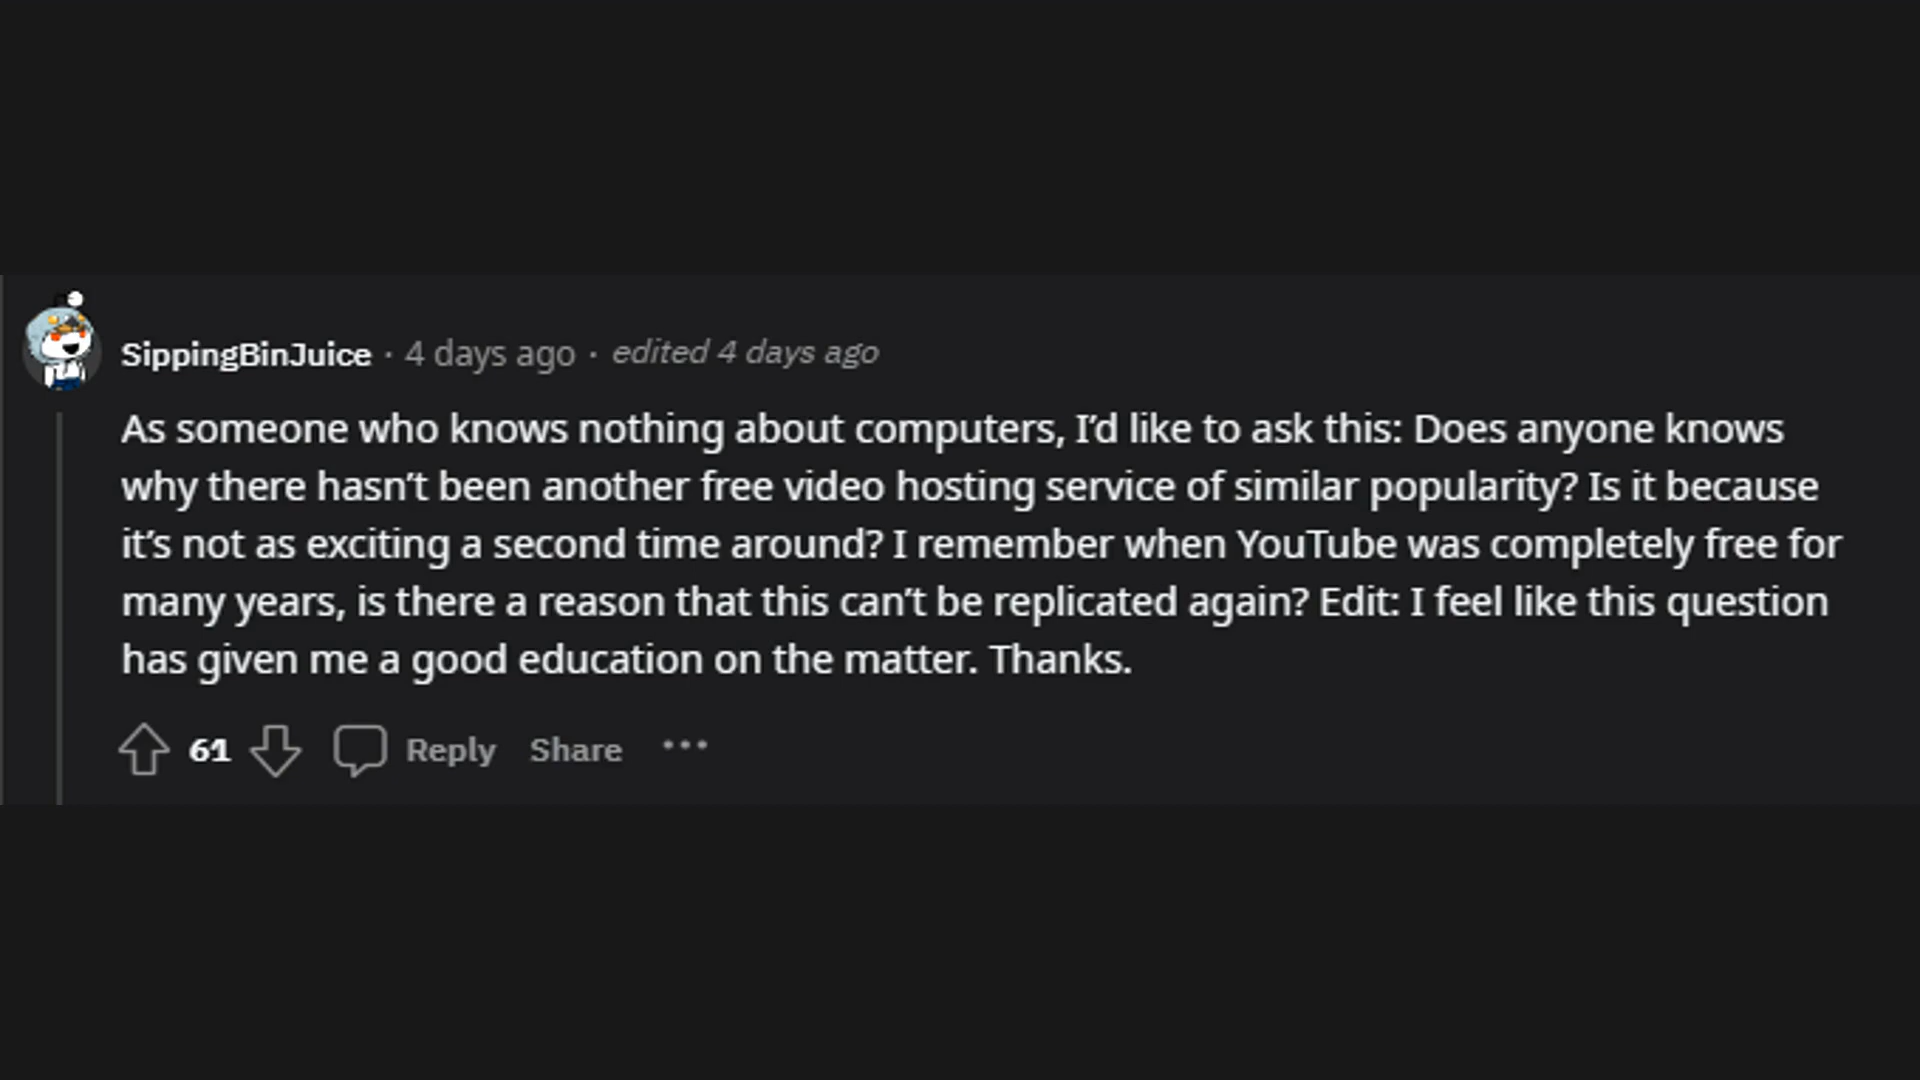 SippingBinJuice · 4 days ago · edited 4 days ago
As someone who knows nothing about computers, I’d like to ask this: Does anyone knows
why there hasn’t been another free video hosting service of similar popularity? Is it because
it’s not as exciting a second time around? I remember when YouTube was completely free for
many years, is there a reason that this can’t be replicated again? Edit: I feel like this question
has given me a good education on the matter. Thanks.
61 Reply Share ···